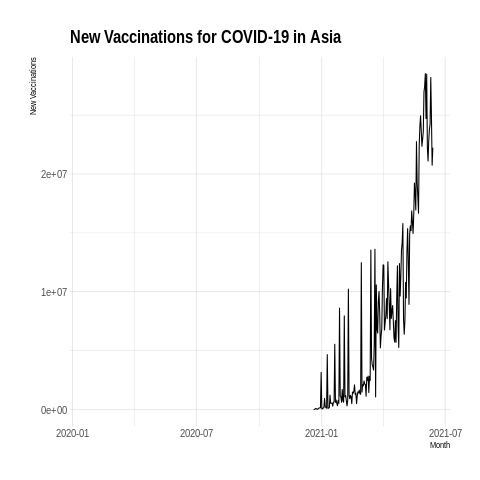 New Vaccinations for COVID-19 in Asia
New Vaccinations
2e+07
1e+07
0e+00
2020-01 2020-07 2021-01 2021-07
Month